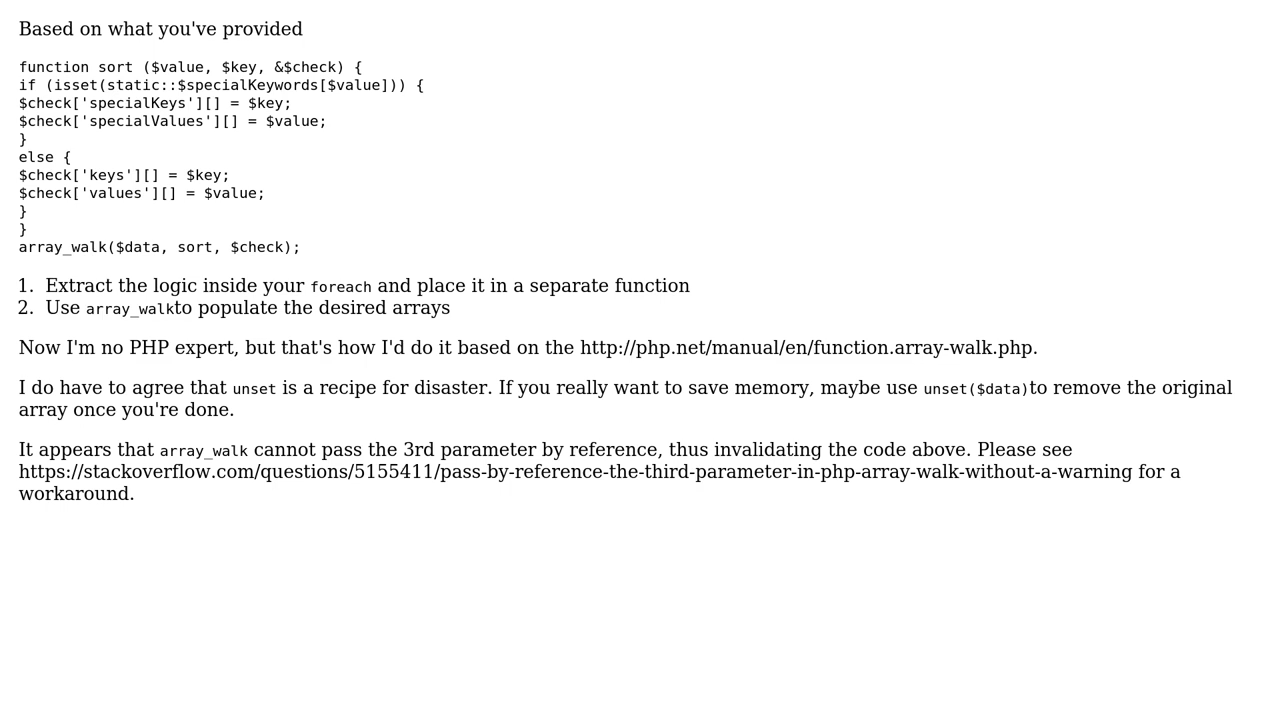 Based on what you've provided
function sort ($value, $key, &$check) {
if (isset(static::$specialKeywords[$value])) {
$check['specialKeys'][] = $key;
$check['specialValues'][] = $value;
}
else {
$check['keys'][] = $key;
$check['values'][] = $value;
}
}
array_walk($data, sort, $check);
1. Extract the logic inside your foreach and place it in a separate function
2. Use array_walkto populate the desired arrays
Now I'm no PHP expert, but that's how I'd do it based on the http://php.net/manual/en/function.array-walk.php.
I do have to agree that unset is a recipe for disaster. If you really want to save memory, maybe use unset($data)to remove the original
array once you're done.
It appears that array_walk cannot pass the 3rd parameter by reference, thus invalidating the code above. Please see
https://stackoverflow.com/questions/5155411/pass-by-reference-the-third-parameter-in-php-array-walk-without-a-warning for a
workaround.